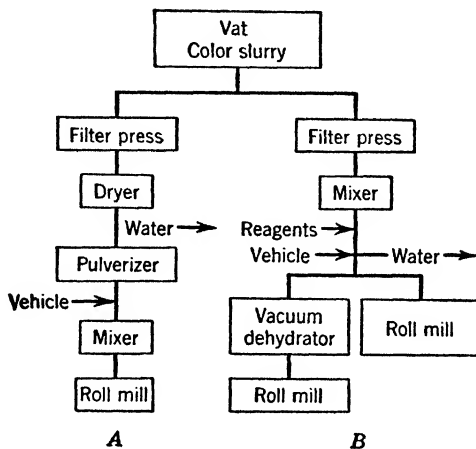 Vat
Color slurry
Filter press
Filter press
Dryer
Mixer
Water
Reagents
Pulverizer
Vehicle
Water
Vehicle
Mixer
Vacuum
dehydrator
Roll mill
Roll mill
Roll mill
A
B